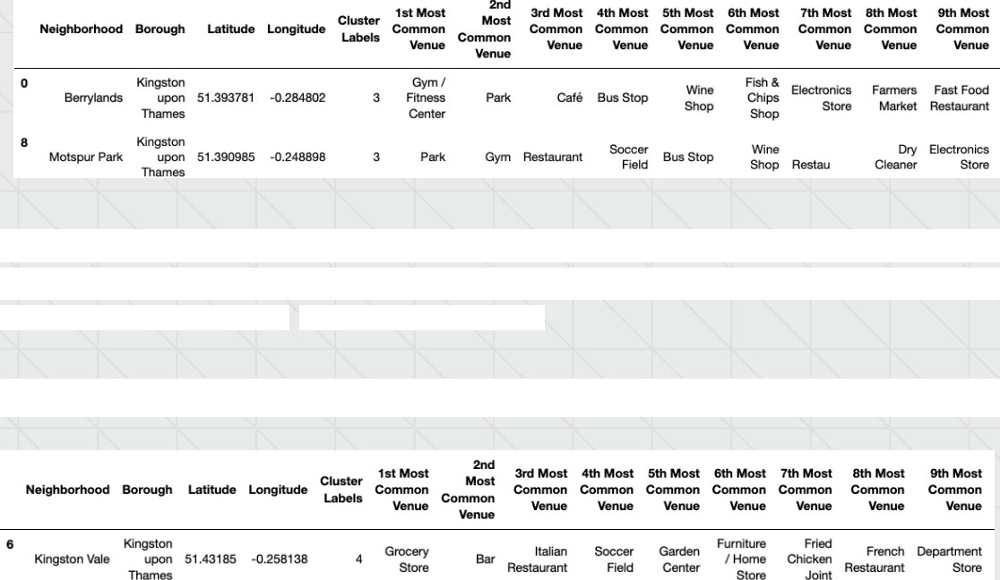 Neighborhood Borough Latitude Longitude Cluster Labels 1st Most Common Venue 2nd Most Common Venue 3rd Most Common Venue 4th Most Common Venue 5th Most Common Venue 6th Most Common Venue 7th Most Common Venue 8th Most Common Venue 9th Most Common Venue
0 Berrylands Kingston upon Thames 51.393781 -0.284802 3 Gym / Fitness Center Park Café Bus Stop Wine Shop Fish & Chips Shop Electronics Store Farmers Market Fast Food Restaurant
8 Motspur Park Kingston upon Thames 51.390985 -0.248898 3 Park Gym Restaurant Soccer Field Bus Stop Wine Shop Restau Dry Cleaner Electronics Store
Neighborhood Borough Latitude Longitude Cluster Labels 1st Most Common Venue 2nd Most Common Venue 3rd Most Common Venue 4th Most Common Venue 5th Most Common Venue 6th Most Common Venue 7th Most Common Venue 8th Most Common Venue 9th Most Common Venue
6 Kingston Vale Kingston upon Thames 51.43185 -0.258138 4 Grocery Store Bar Italian Restaurant Soccer Field Garden Center Furniture / Home Store Fried Chicken Joint French Restaurant Department Store